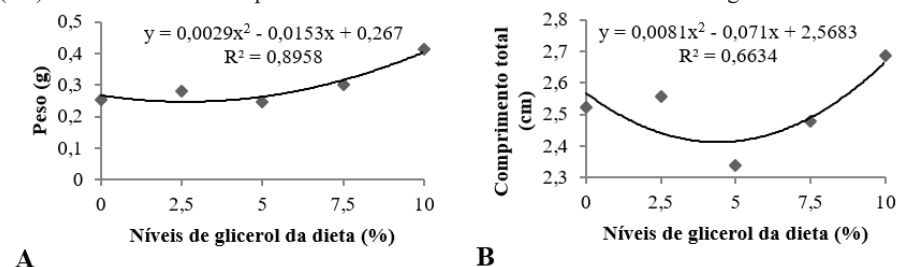 y = 0,0029x² - 0,0153x + 0,267
R² = 0,8958
Peso (g)
0,5
0,4
0,3
0,2
0,1
0
0 2,5 5 7,5 10
Níveis de glicerol da dieta (%)
A
y = 0,0081x² - 0,071x + 2,5683
R² = 0,6634
Comprimento total
(cm)
2,8
2,7
2,6
2,5
2,4
2,3
0 2,5 5 7,5 10
Níveis de glicerol da dieta (%)
B